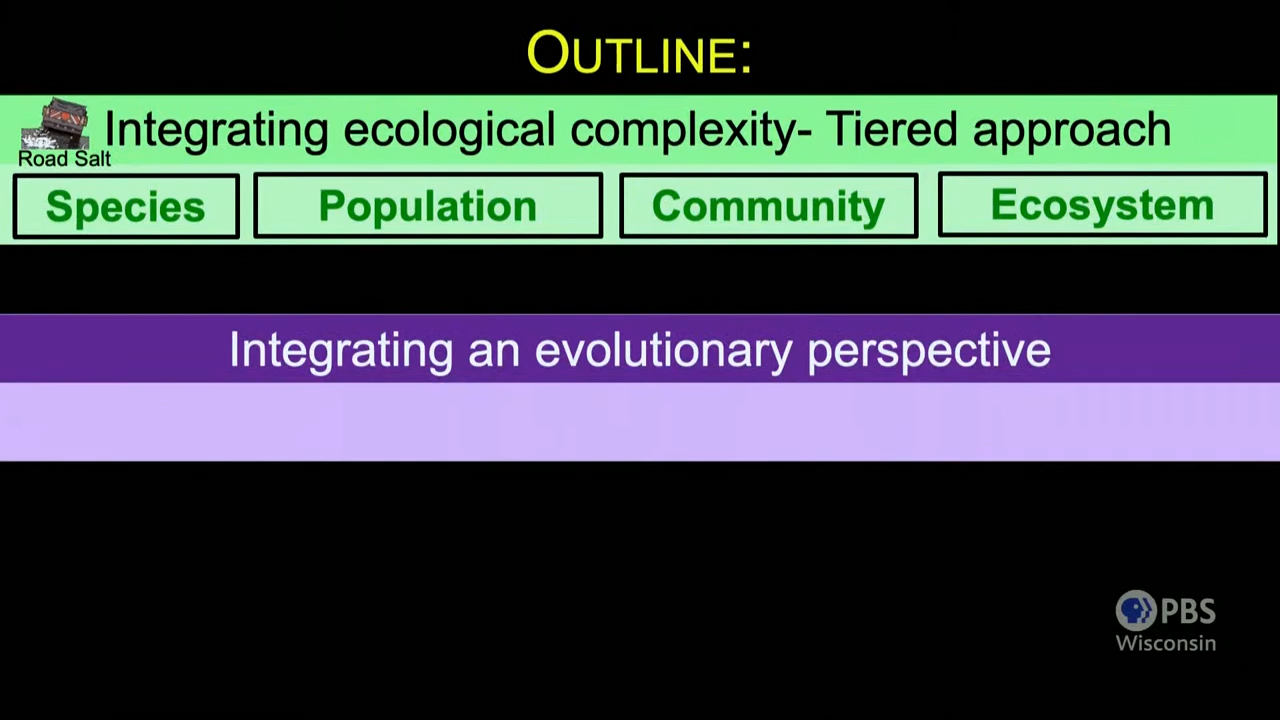 OUTLINE:
Integrating ecological complexity- Tiered approach
Road Salt
Species
Population
Community
Ecosystem
Integrating an evolutionary perspective
PBS
Wisconsin